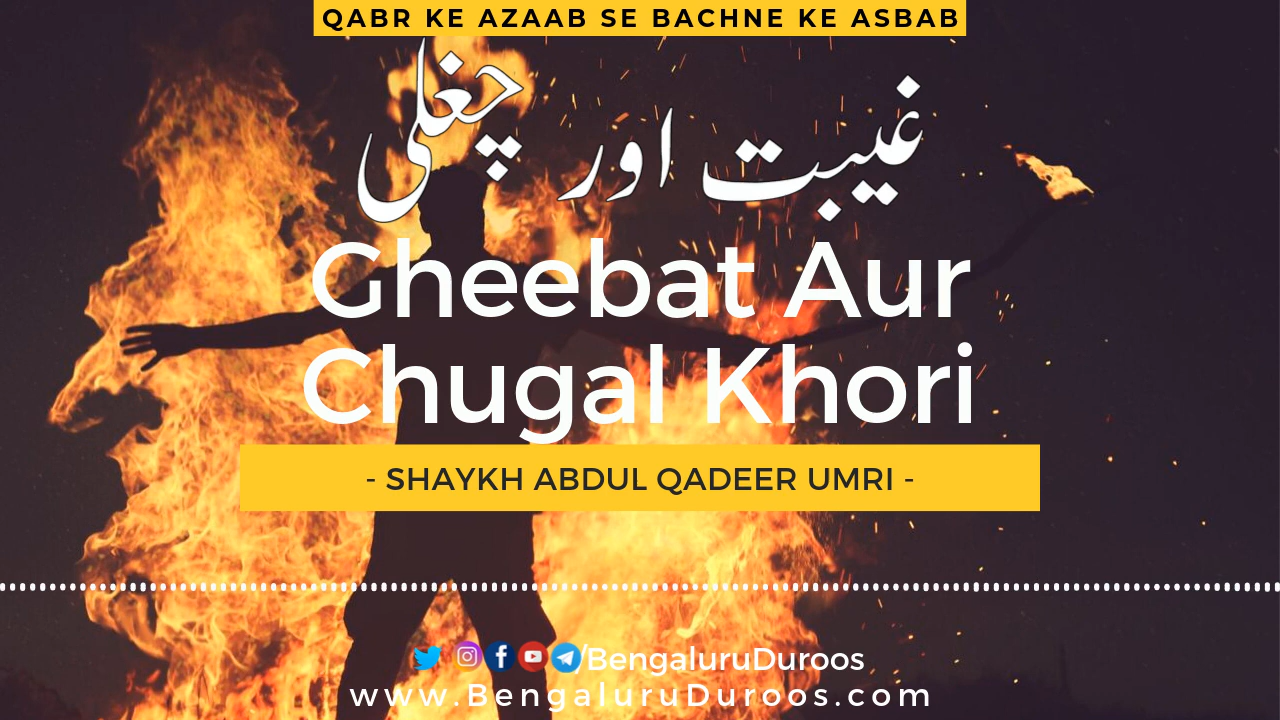 QABR KE AZAAB SE BACHNE KE ASBAB
غیبت اور چغلی
Gheebat Aur
Chugal Khori
- SHAYKH ABDUL QADEER UMRI -
/BengaluruDuroos
www.BengaluruDuroos.com